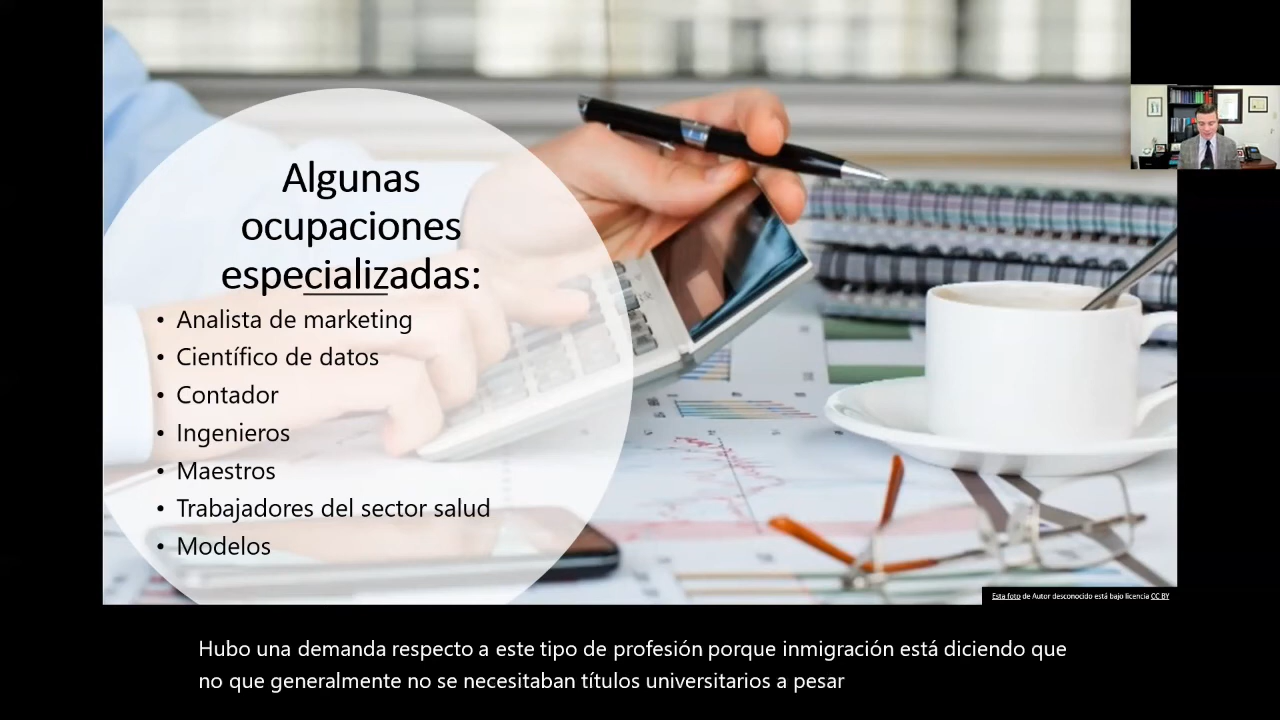 Algunas
ocupaciones
especializadas:
• Analista de marketing
• Científico de datos
• Contador
• Ingenieros
• Maestros
• Trabajadores del sector salud
• Modelos
Esta foto de Autor desconocido está bajo licencia CC BY
Hubo una demanda respecto a este tipo de profesión porque inmigración está diciendo que
no que generalmente no se necesitaban títulos universitarios a pesar